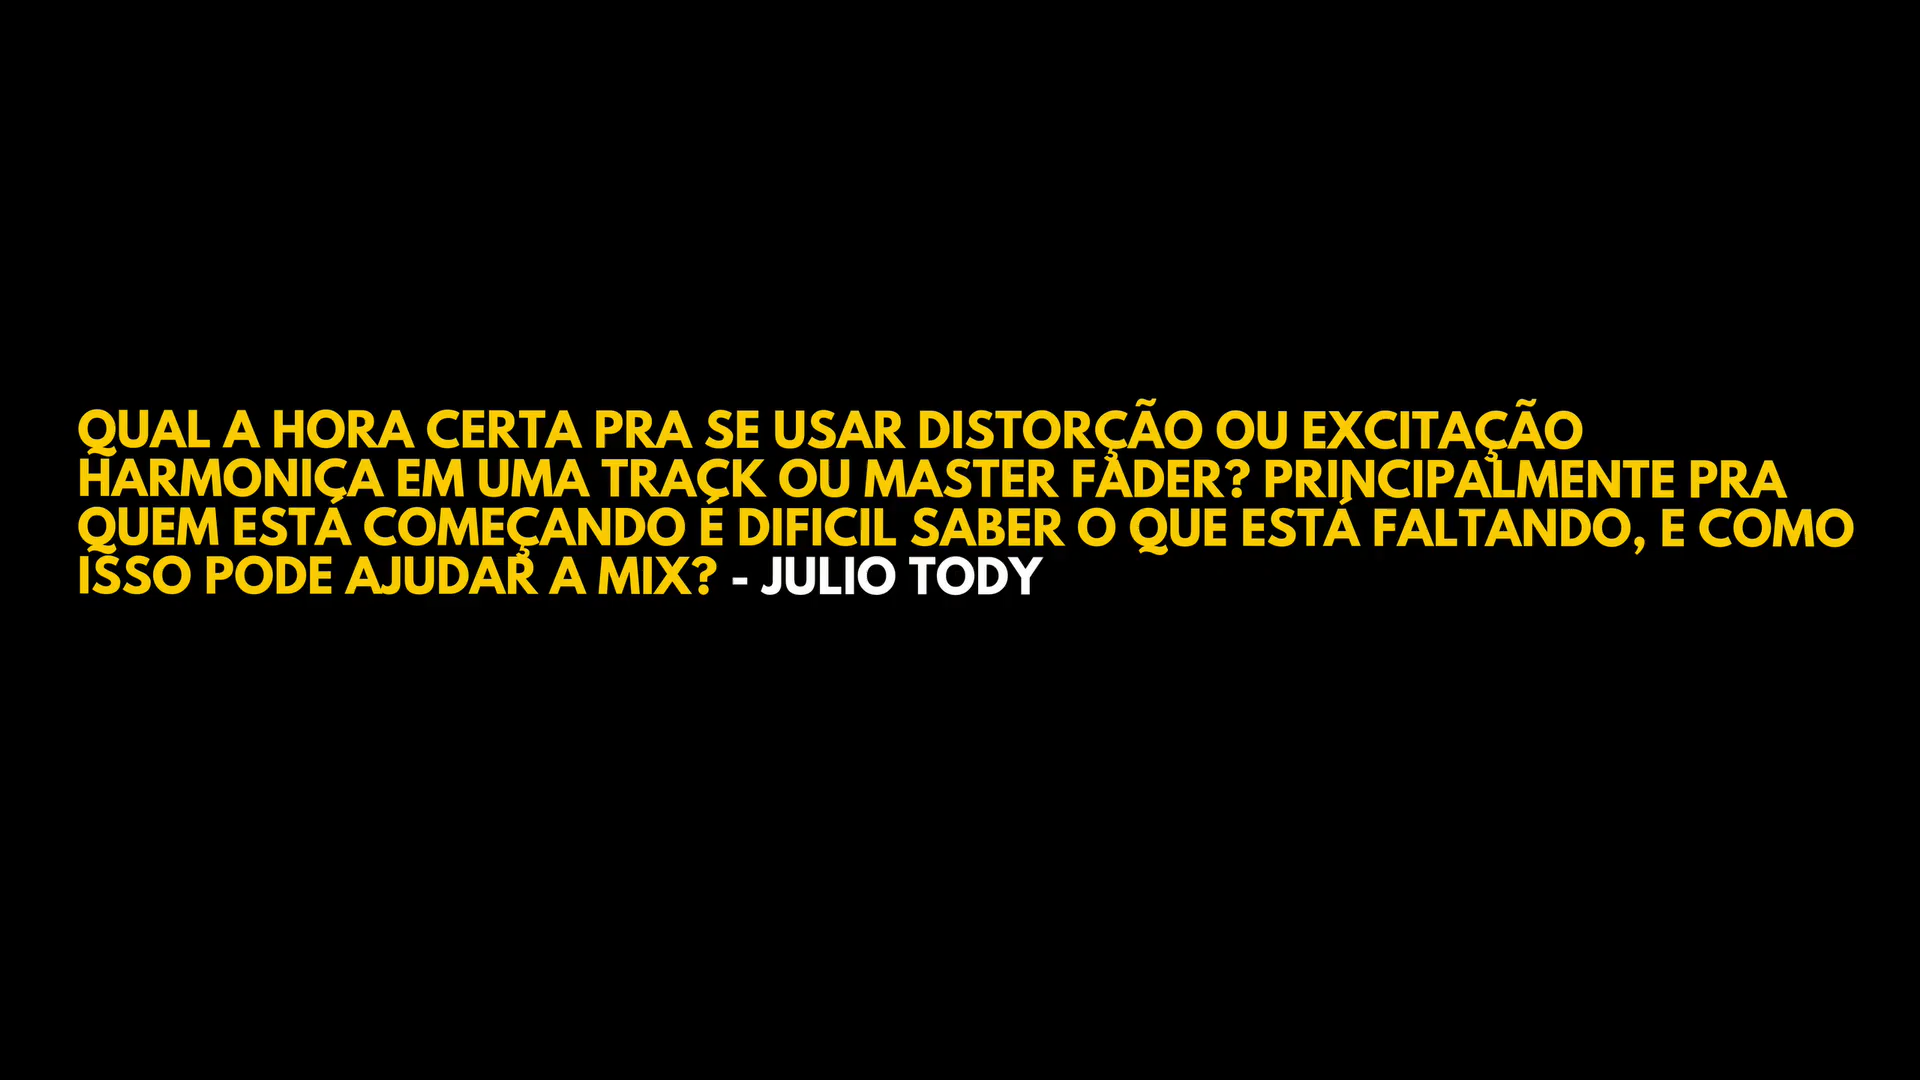 QUAL A HORA CERTA PRA SE USAR DISTORÇÃO OU EXCITAÇÃO
HARMONICA EM UMA TRACK OU MASTER FADER? PRINCIPALMENTE PRA
QUEM ESTÁ COMEÇANDO É DIFICIL SABER O QUE ESTÁ FALTANDO, E COMO
ISSO PODE AJUDAR A MIX? - JULIO TODY